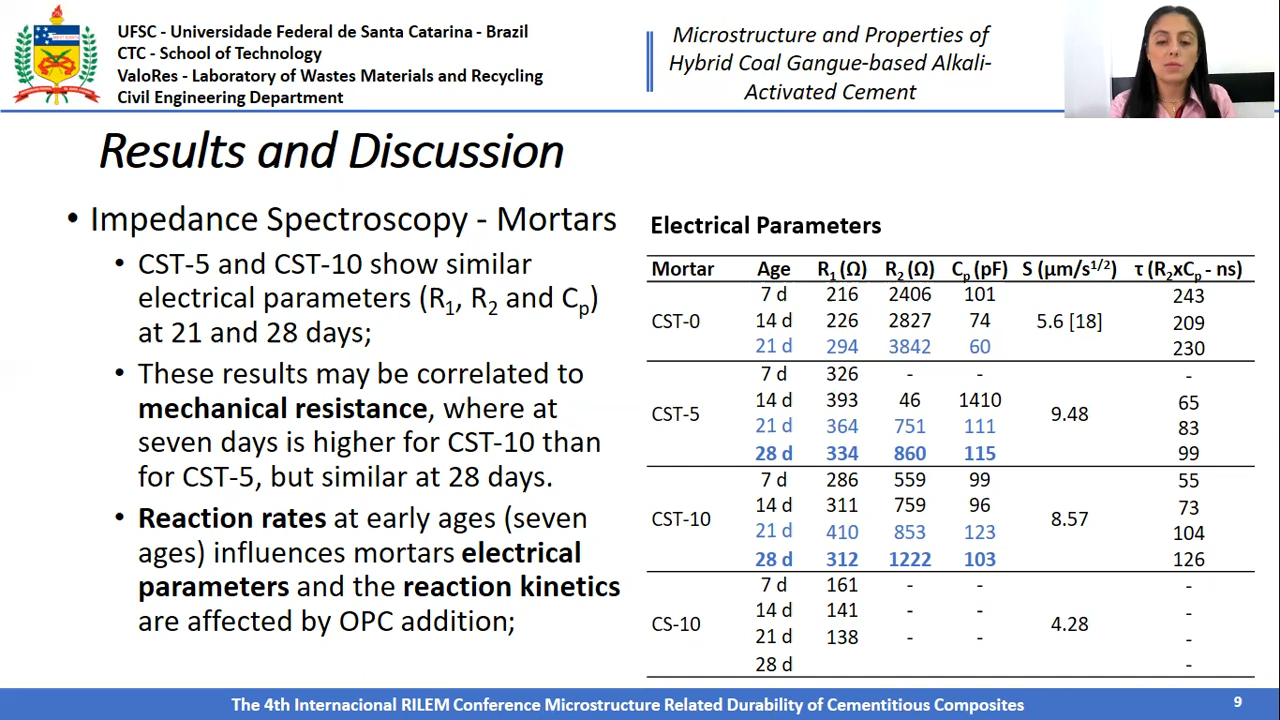 UFSC - Universidade Federal de Santa Catarina - Brazil
CTC - School of Technology
ValoRes - Laboratory of Wastes Materials and Recycling
Civil Engineering Department
Microstructure and Properties of
Hybrid Coal Gangue-based Alkali-
Activated Cement
Results and Discussion
• Impedance Spectroscopy - Mortars
• CST-5 and CST-10 show similar
electrical parameters (R1, R2 and Cp)
at 21 and 28 days;
• These results may be correlated to
mechanical resistance, where at
seven days is higher for CST-10 than
for CST-5, but similar at 28 days.
• Reaction rates at early ages (seven
ages) influences mortars electrical
parameters and the reaction kinetics
are affected by OPC addition;
Electrical Parameters
Mortar Age R1 (Ω) R2 (Ω) Cp (pF) S (µm/s1/2) τ (R2xCp - ns)
CST-0 7 d 216 2406 101 5.6 [18] 243
14 d 226 2827 74 209
21 d 294 3842 60 230
CST-5 7 d 326 - - 9.48 -
14 d 393 46 1410 65
21 d 364 751 111 83
28 d 334 860 115 99
CST-10 7 d 286 559 99 8.57 55
14 d 311 759 96 73
21 d 410 853 123 104
28 d 312 1222 103 126
CS-10 7 d 161 - - 4.28 -
14 d 141 - - -
21 d 138 - - -
28 d -
The 4th Internacional RILEM Conference Microstructure Related Durability of Cementitious Composites
9